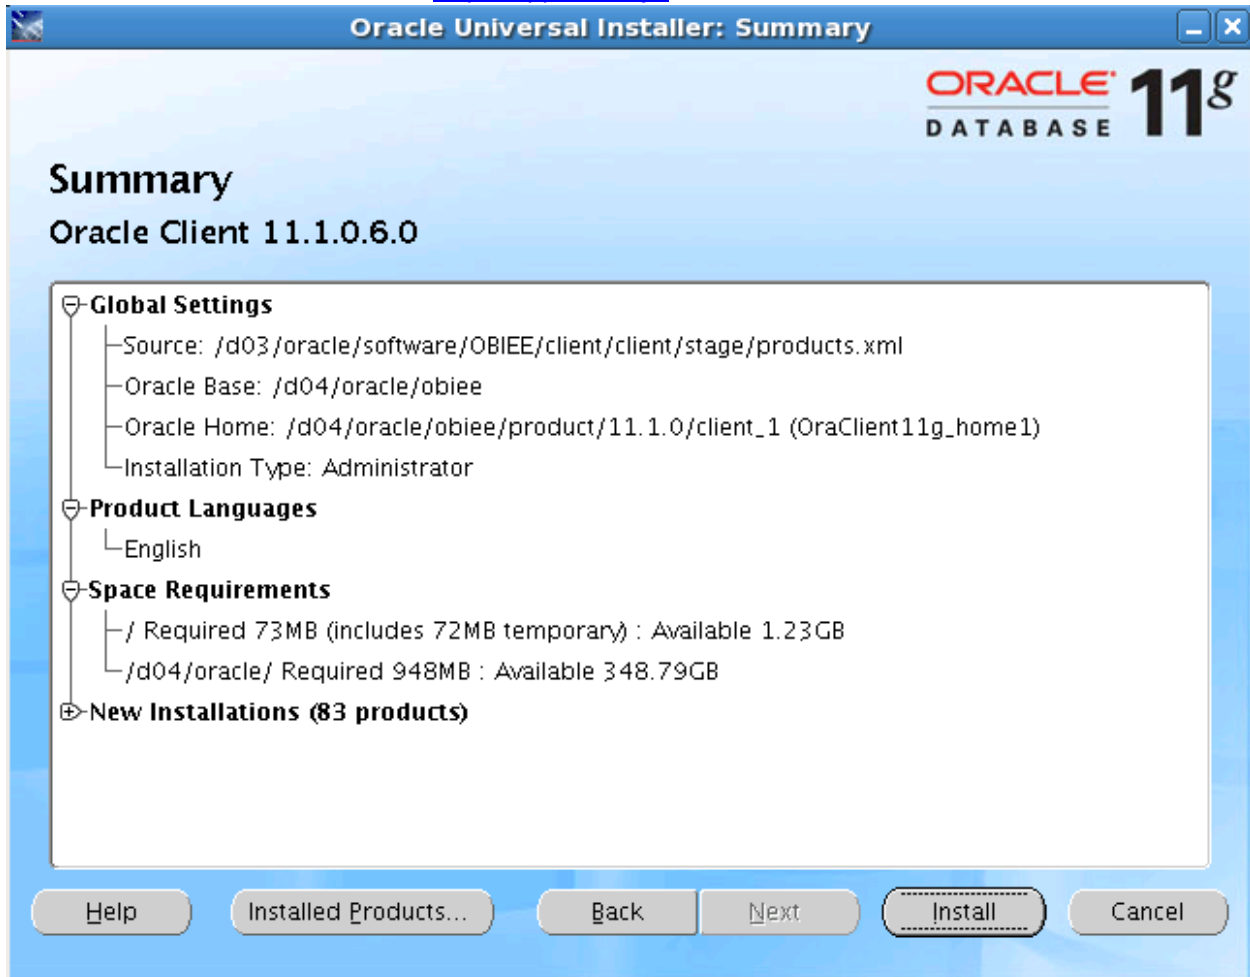 Oracle Universal Installer: Summary
ORACLE 11g
DATABASE
Summary
Oracle Client 11.1.0.6.0
Global Settings
Source: /d03/oracle/software/OBIEE/client/client/stage/products.xml
Oracle Base: /d04/oracle/obiee
Oracle Home: /d04/oracle/obiee/product/11.1.0/client_1 (OraClient11g_home1)
Installation Type: Administrator
Product Languages
English
Space Requirements
/ Required 73MB (includes 72MB temporary) : Available 1.23GB
/d04/oracle/ Required 948MB : Available 348.79GB
New Installations (83 products)
Help Installed Products... Back Next Install Cancel